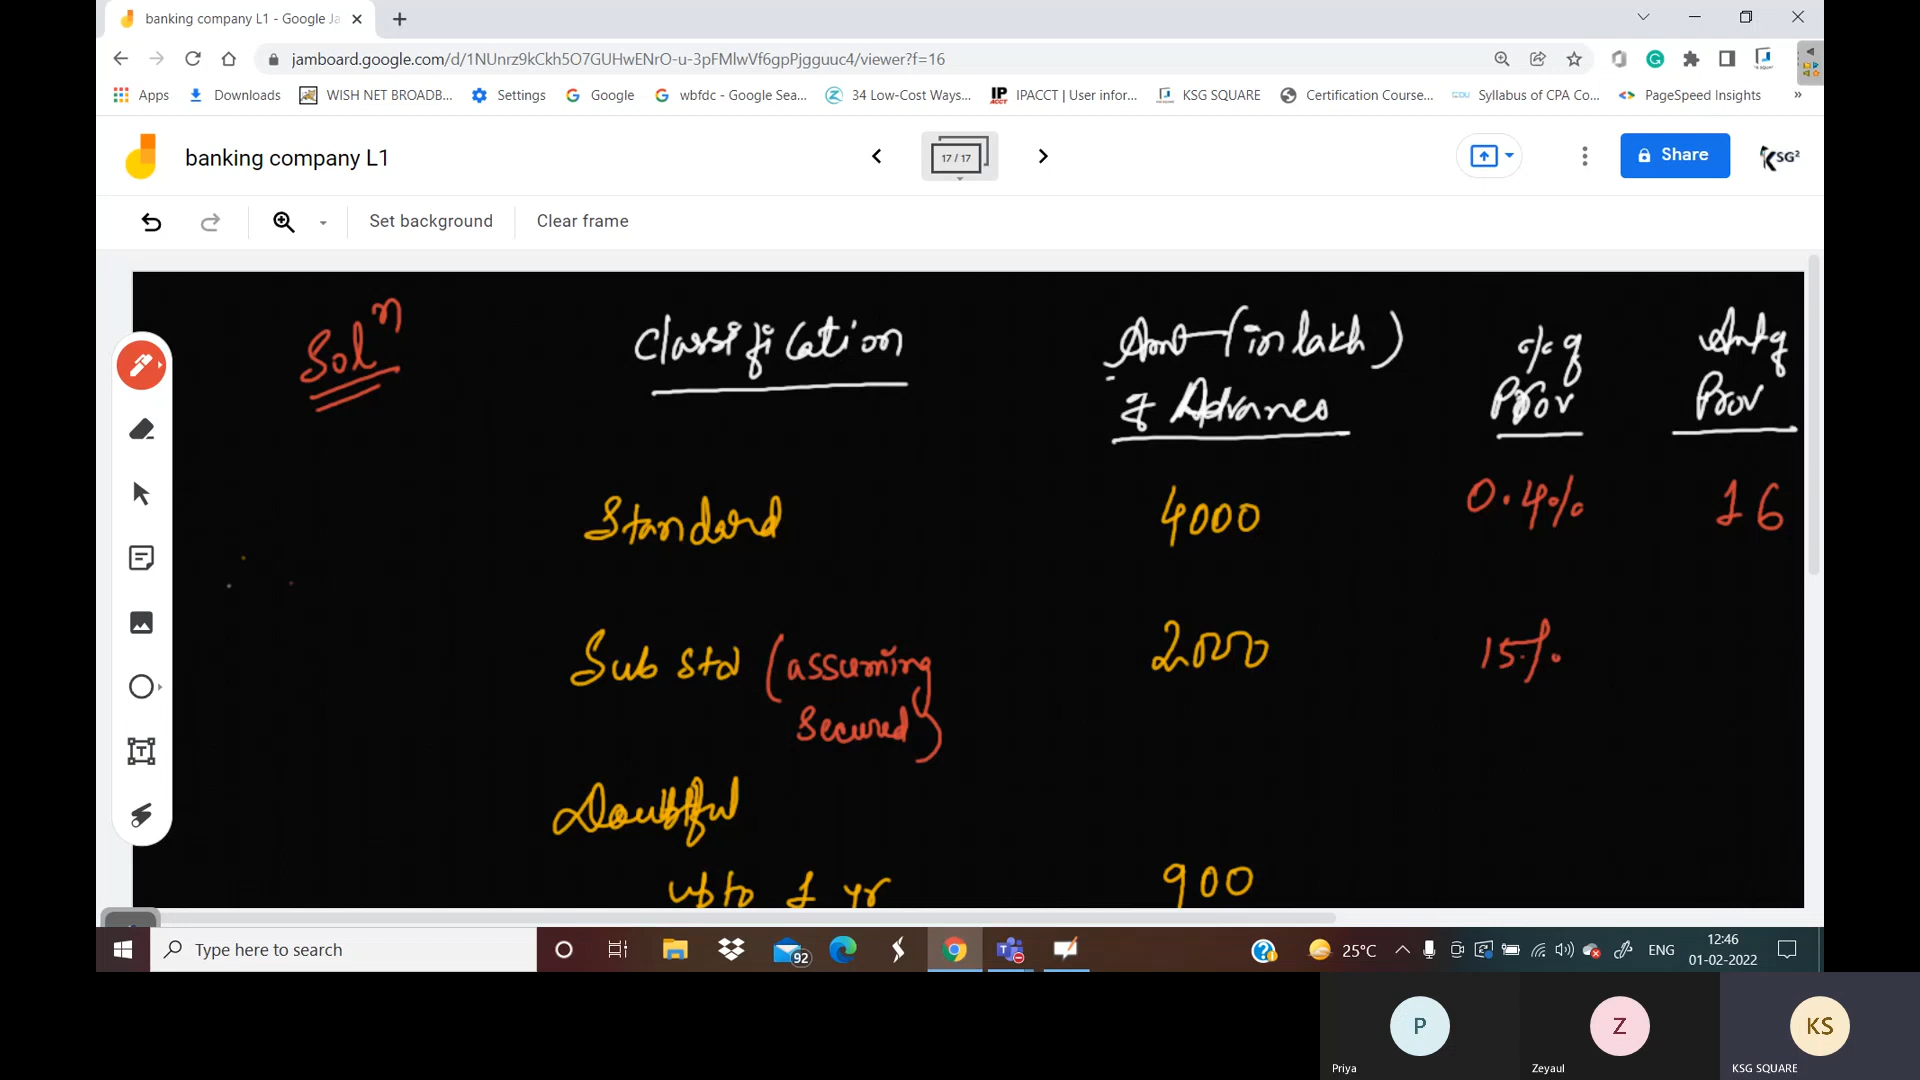 banking company L1 - Google Ja
jamboard.google.com/d/1NUnrz9kCkh5O7GUHwENrO-u-3pFMlwVf6gpPjgguuc4/viewer?f=16
Apps Downloads WISH NET BROADB... Settings Google wbfdc - Google Sea... 34 Low-Cost Ways... IPACCT | User infor... KSG SQUARE Certification Course... Syllabus of CPA Co... PageSpeed Insights »
banking company L1
17 / 17
Share
KSG²
Set background Clear frame
Solⁿ Classification Amt (in lakh) % of Amt of
of Advances Prov Prov
Standard 4000 0.4% 16
Sub std (assuming 2000 15%
secured)
Doubtful
upto 1 yr 900
Type here to search
92
25°C
ENG
12:46
01-02-2022
P Z KS
Priya Zeyaul KSG SQUARE